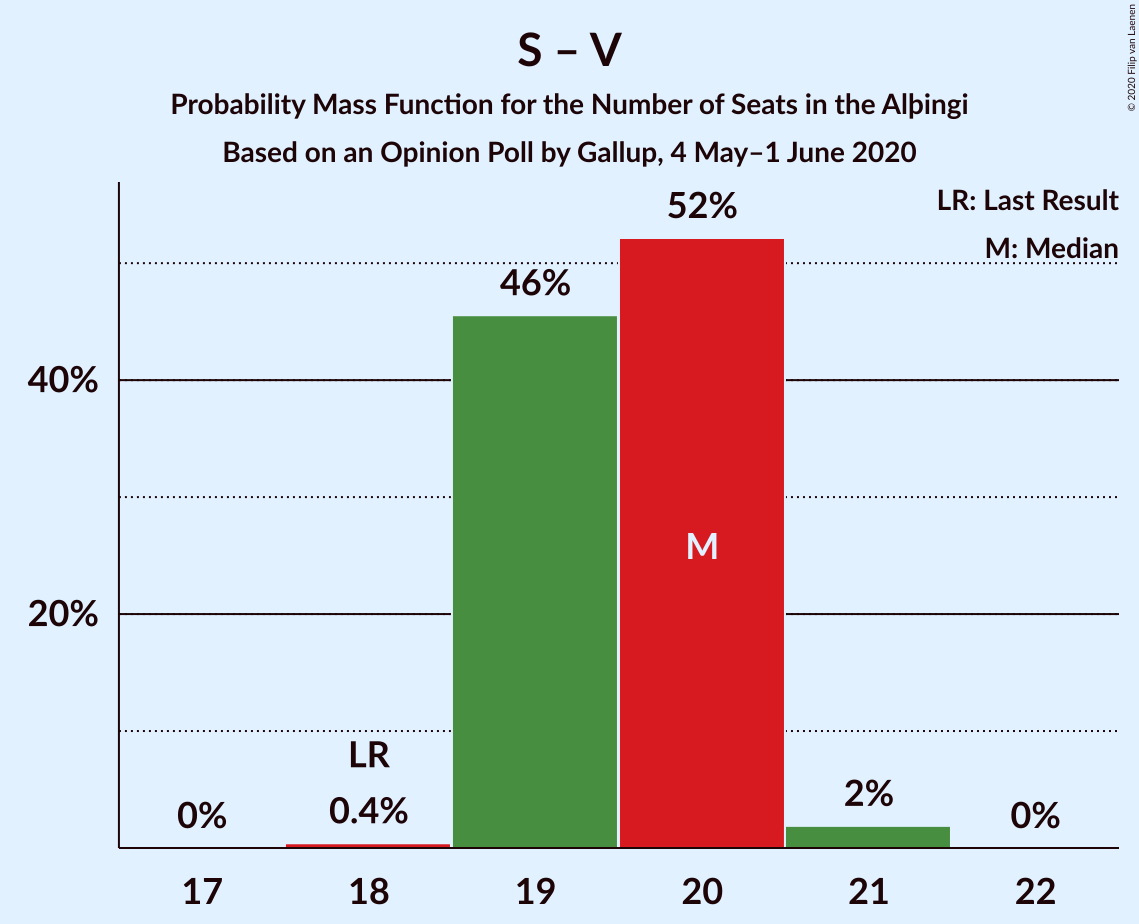 S – V
Probability Mass Function for the Number of Seats in the Alþingi
Based on an Opinion Poll by Gallup, 4 May–1 June 2020
© 2020 Filip van Laenen
LR: Last Result
M: Median
52%
46%
40%
M
20%
LR
0%
0.4%
2%
0%
17
18
19
20
21
22